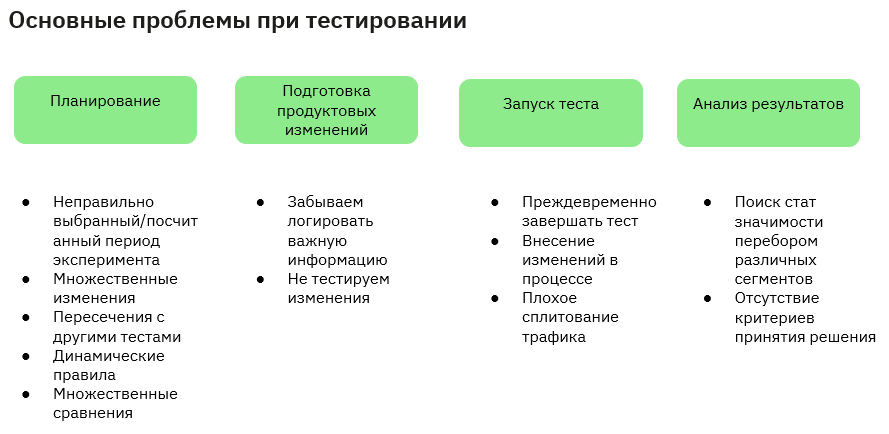 Основные проблемы при тестировании
Планирование
Подготовка
продуктовых
изменений
Запуск теста
Анализ результатов
● Неправильно
выбранный/посчит
анный период
эксперимента
● Множественные
изменения
● Пересечения с
другими тестами
● Динамические
правила
● Множественные
сравнения
● Забываем
логировать
важную
информацию
● Не тестируем
изменения
● Преждевременно
завершать тест
● Внесение
изменений в
процессе
● Плохое
сплитование
трафика
● Поиск стат
значимости
перебором
различных
сегментов
● Отсутствие
критериев
принятия решения